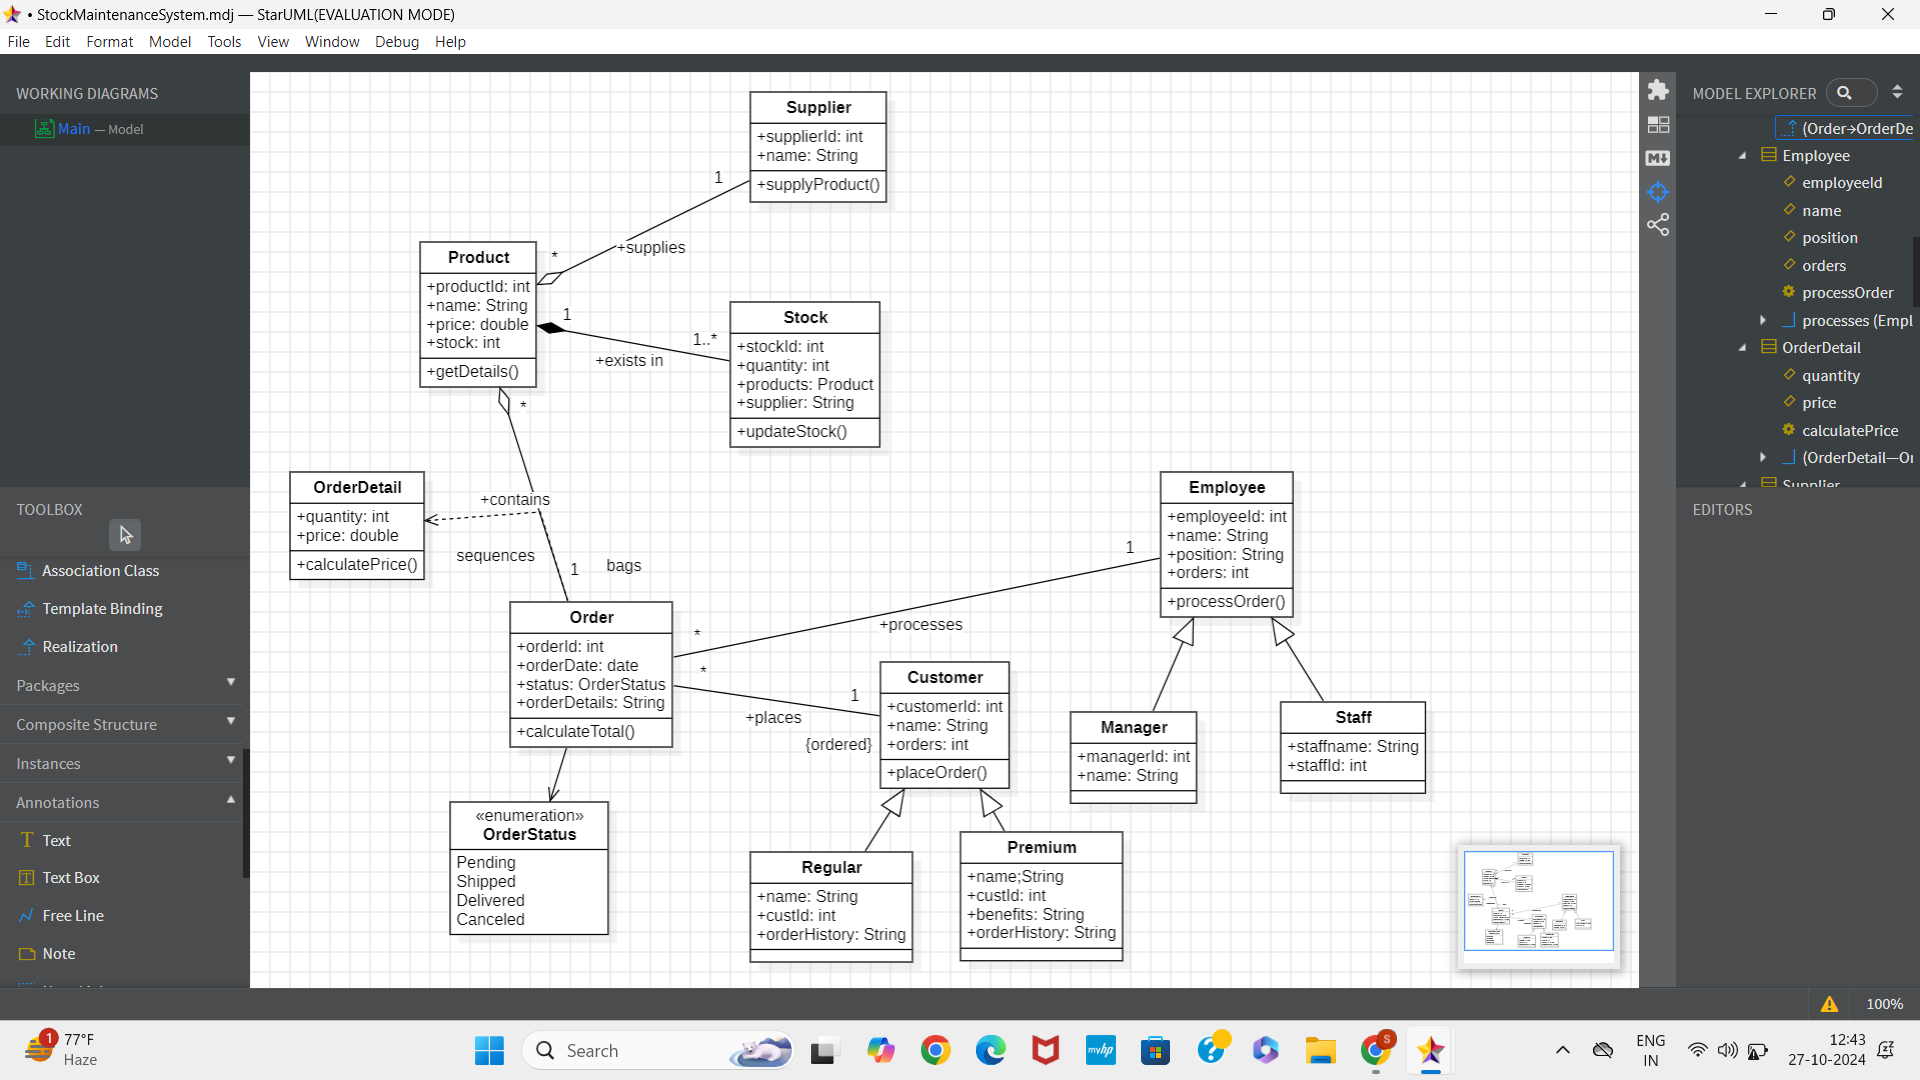 • StockMaintenanceSystem.mdj — StarUML(EVALUATION MODE)
File Edit Format Model Tools View Window Debug Help
WORKING DIAGRAMS
Main — Model
TOOLBOX
Association Class
Template Binding
Realization
Packages
Composite Structure
Instances
Annotations
Text
Text Box
Free Line
Note
Supplier
+supplierId: int
+name: String
+supplyProduct()
1
+supplies
*
Product
+productId: int
+name: String
+price: double
+stock: int
+getDetails()
1
1..*
+exists in
Stock
+stockId: int
+quantity: int
+products: Product
+supplier: String
+updateStock()
*
OrderDetail
+quantity: int
+price: double
+calculatePrice()
+contains
sequences
1
bags
Order
+orderId: int
+orderDate: date
+status: OrderStatus
+orderDetails: String
+calculateTotal()
*
+processes
1
Employee
+employeeId: int
+name: String
+position: String
+orders: int
+processOrder()
*
1
+places
{ordered}
Customer
+customerId: int
+name: String
+orders: int
+placeOrder()
Manager
+managerId: int
+name: String
Staff
+staffname: String
+staffId: int
«enumeration»
OrderStatus
Pending
Shipped
Delivered
Canceled
Regular
+name: String
+custId: int
+orderHistory: String
Premium
+name;String
+custId: int
+benefits: String
+orderHistory: String
MODEL EXPLORER
(Order→OrderDe
Employee
employeeId
name
position
orders
processOrder
processes (Empl
OrderDetail
quantity
price
calculatePrice
(OrderDetail—Or
Supplier
EDITORS
100%
1
77°F
Haze
Search
myhp
S
ENG
IN
12:43
27-10-2024